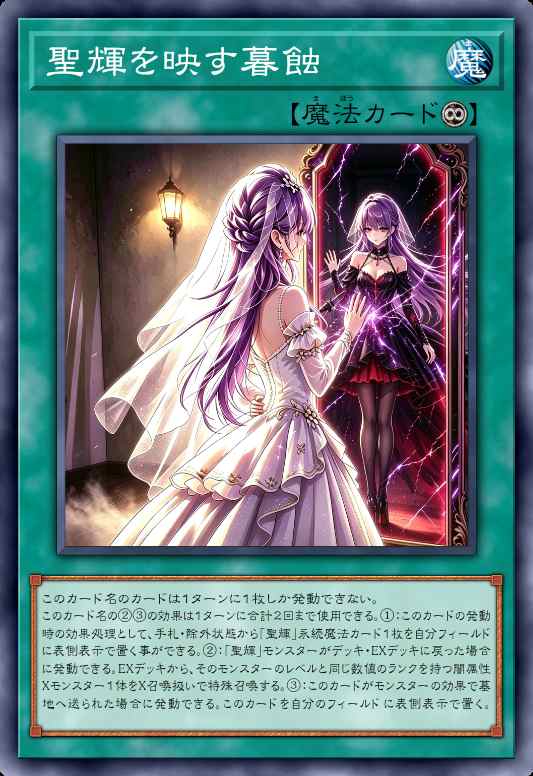 聖輝を映す暮蝕
魔
【魔法カード】
このカード名のカードは1ターンに1枚しか発動できない。
このカード名の②③の効果は1ターンに合計2回まで使用できる。①:このカードの発動
時の効果処理として、手札・除外状態から「聖輝」永続魔法カード1枚を自分フィールド
に表側表示で置く事ができる。②:「聖輝」モンスターがデッキ・EXデッキに戻った場合
に発動できる。EXデッキから、そのモンスターのレベルと同じ数値のランクを持つ闇属性
Xモンスター1体をX召喚扱いで特殊召喚する。③:このカードがモンスターの効果で墓
地へ送られた場合に発動できる。このカードを自分のフィールドに表側表示で置く。